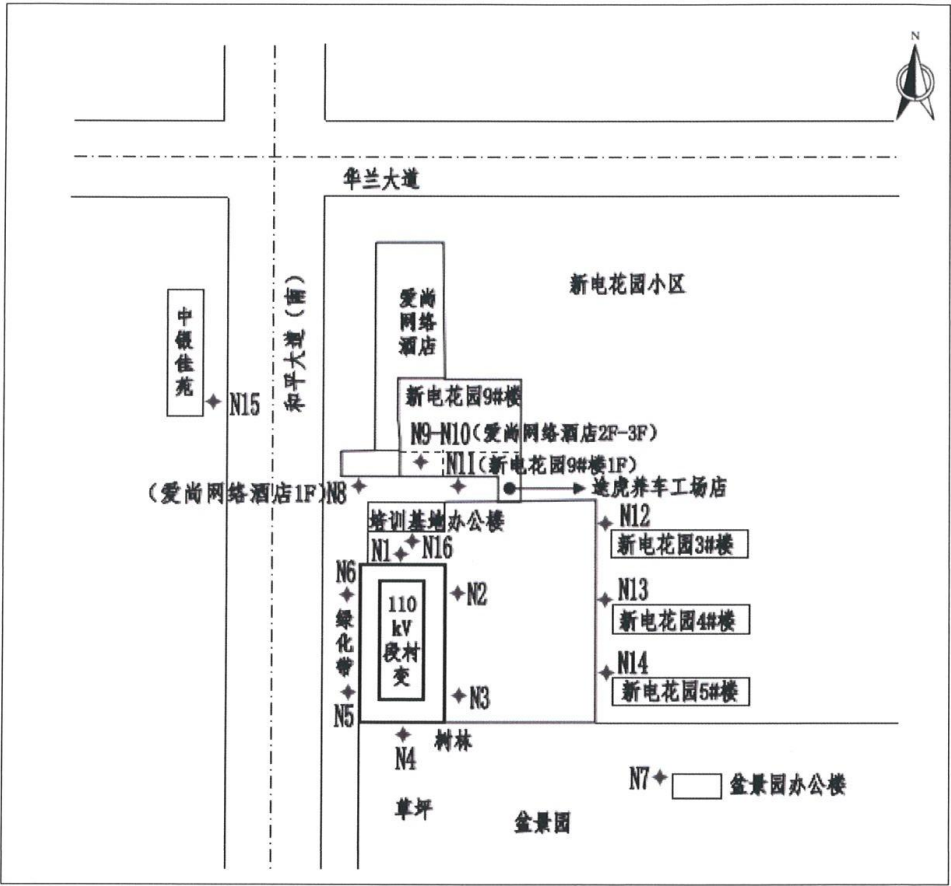 N
华兰大道
新电花园小区
爱尚
网络
酒店
中
银
佳
苑
和平大道（南）
N15
新电花园9#楼
N9-N10（爱尚网络酒店2F-3F）
N11（新电花园9#楼1F）
（爱尚网络酒店1F）N8
途虎养车工场店
培训基地办公楼
N12
新电花园3#楼
N1
N16
N6
N2
N13
新电花园4#楼
110
kV
段村
变
绿
化
带
N14
新电花园5#楼
N3
N5
N4
树林
N7
盆景园办公楼
草坪
盆景园